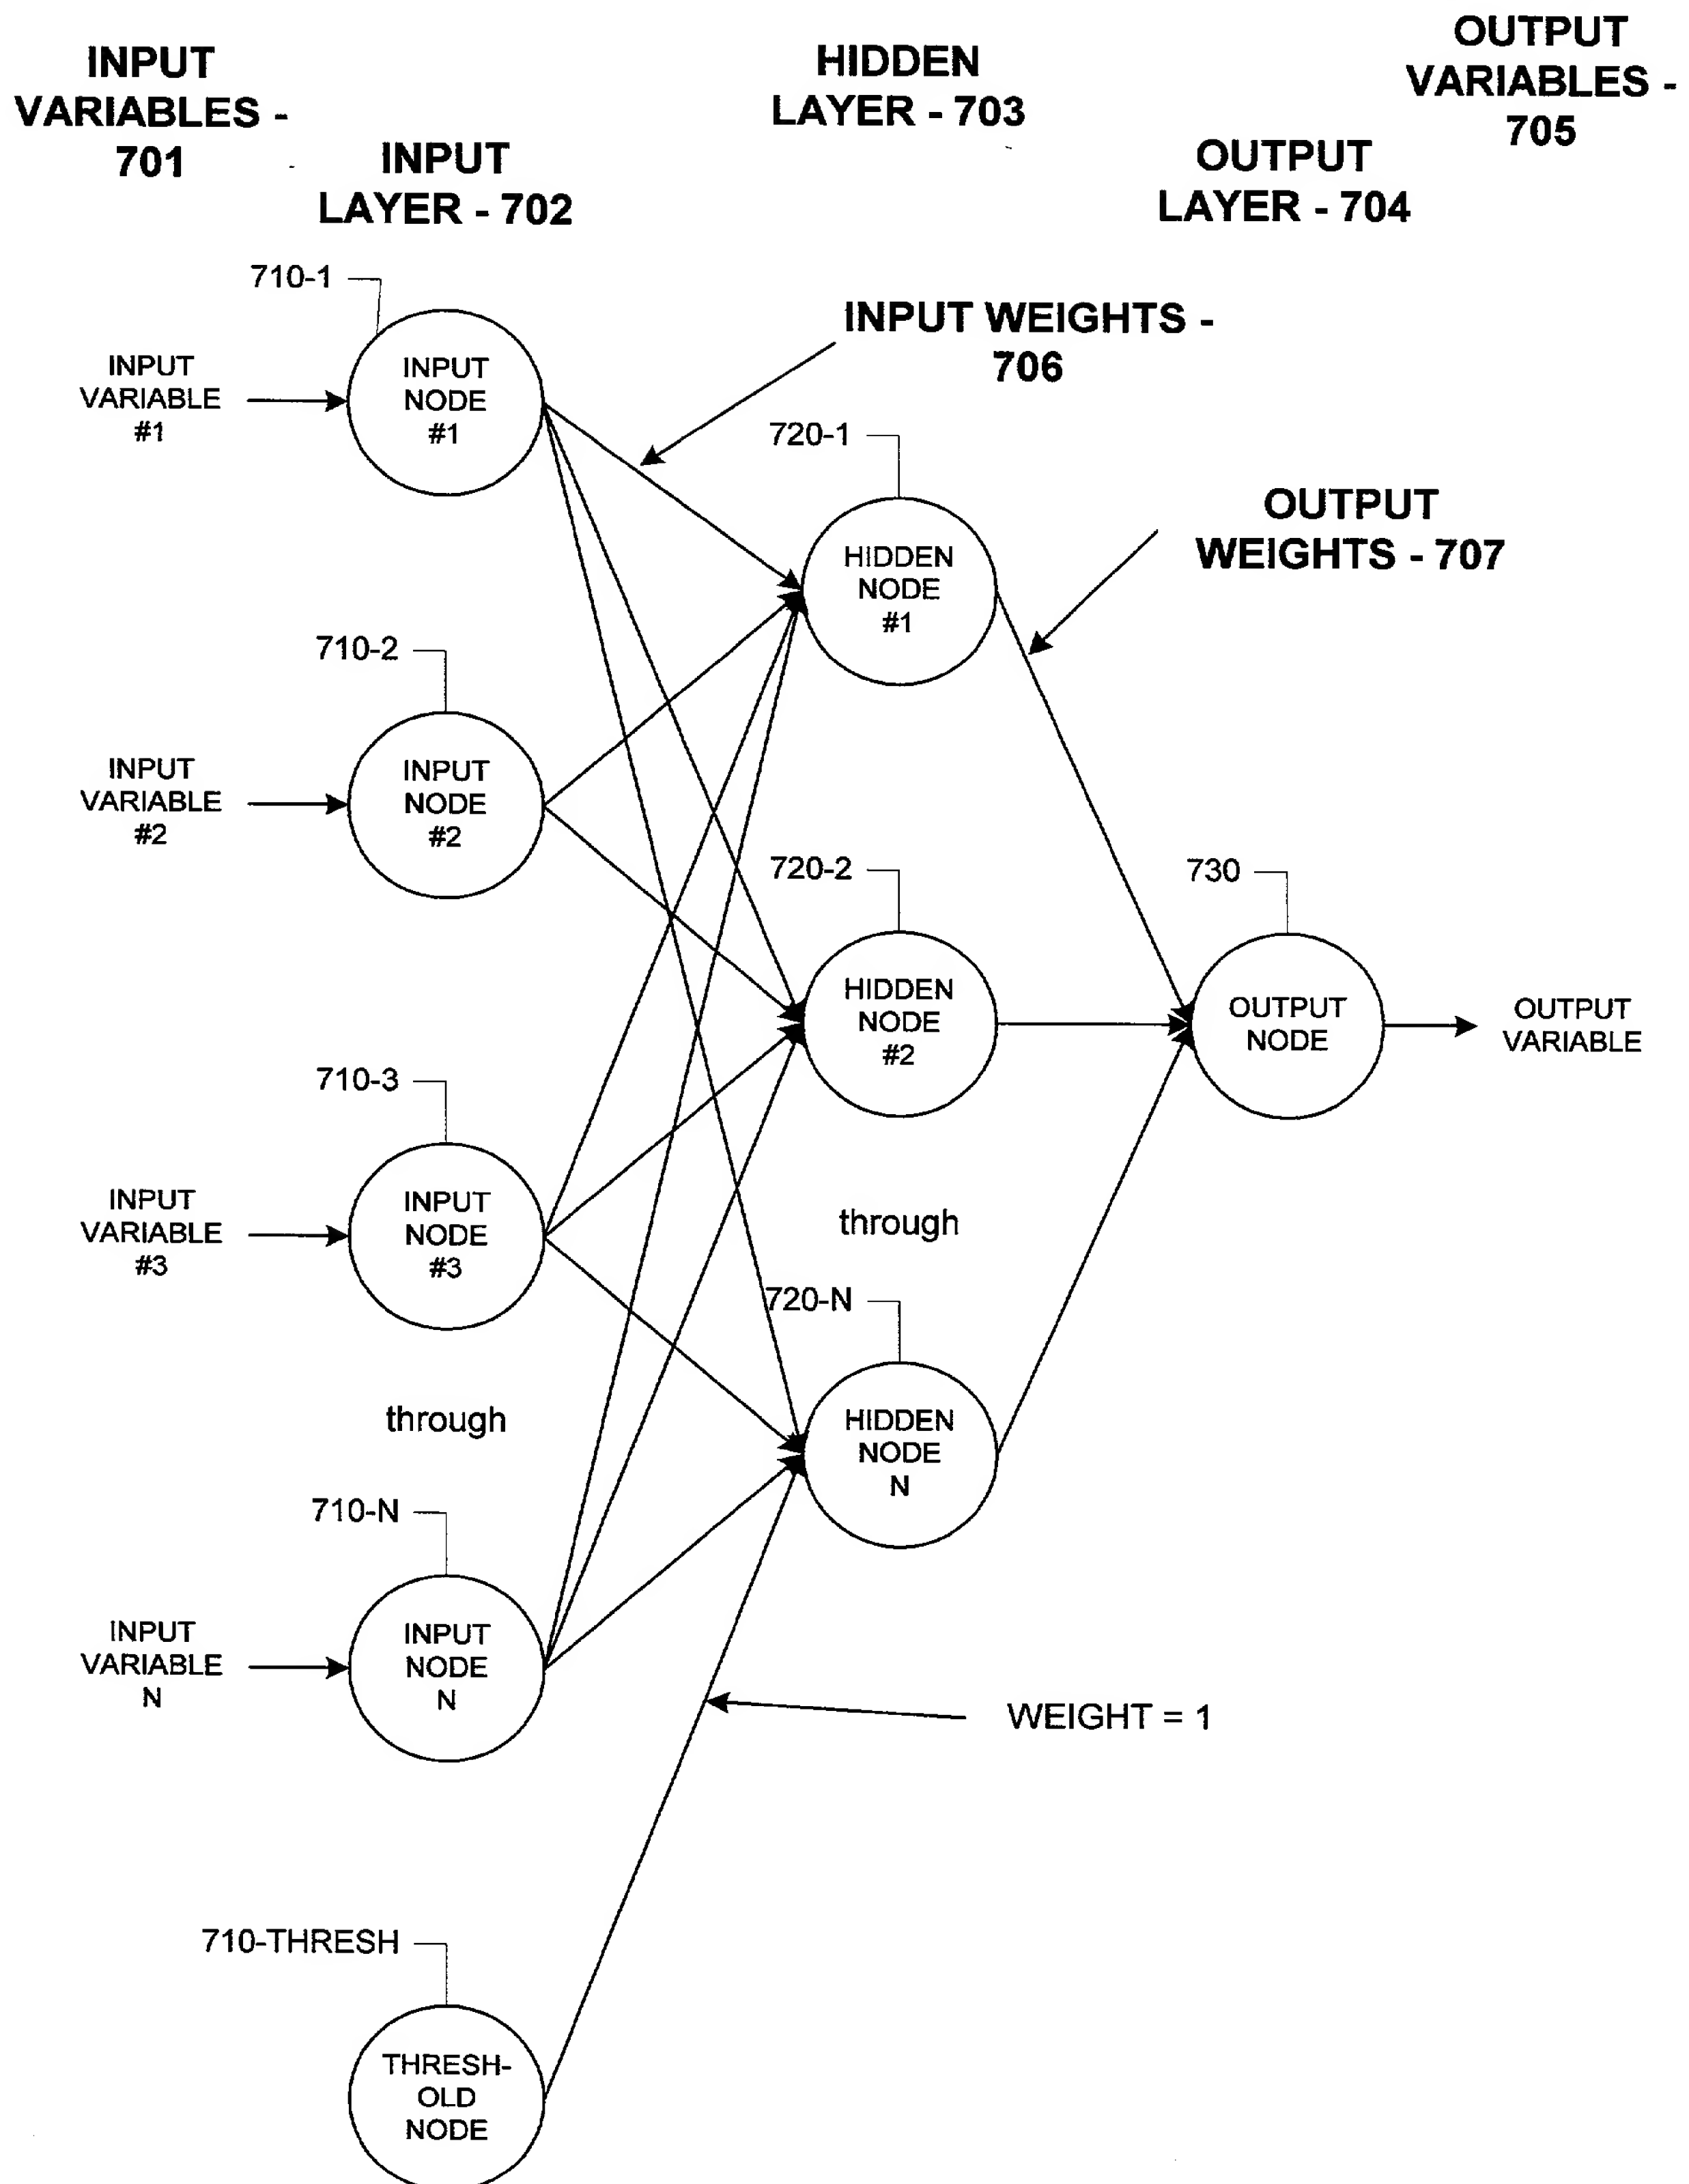 INPUT
VARIABLES -
701
INPUT
LAYER - 702
HIDDEN
LAYER - 703
OUTPUT
LAYER - 704
OUTPUT
VARIABLES -
705
710-1
INPUT
VARIABLE
#1
INPUT
NODE
#1
INPUT WEIGHTS -
706
720-1
HIDDEN
NODE
#1
OUTPUT
WEIGHTS - 707
710-2
INPUT
VARIABLE
#2
INPUT
NODE
#2
720-2
HIDDEN
NODE
#2
730
OUTPUT
NODE
OUTPUT
VARIABLE
710-3
INPUT
VARIABLE
#3
INPUT
NODE
#3
through
720-N
HIDDEN
NODE
N
through
710-N
INPUT
VARIABLE
N
INPUT
NODE
N
WEIGHT = 1
710-THRESH
THRESH-
OLD
NODE